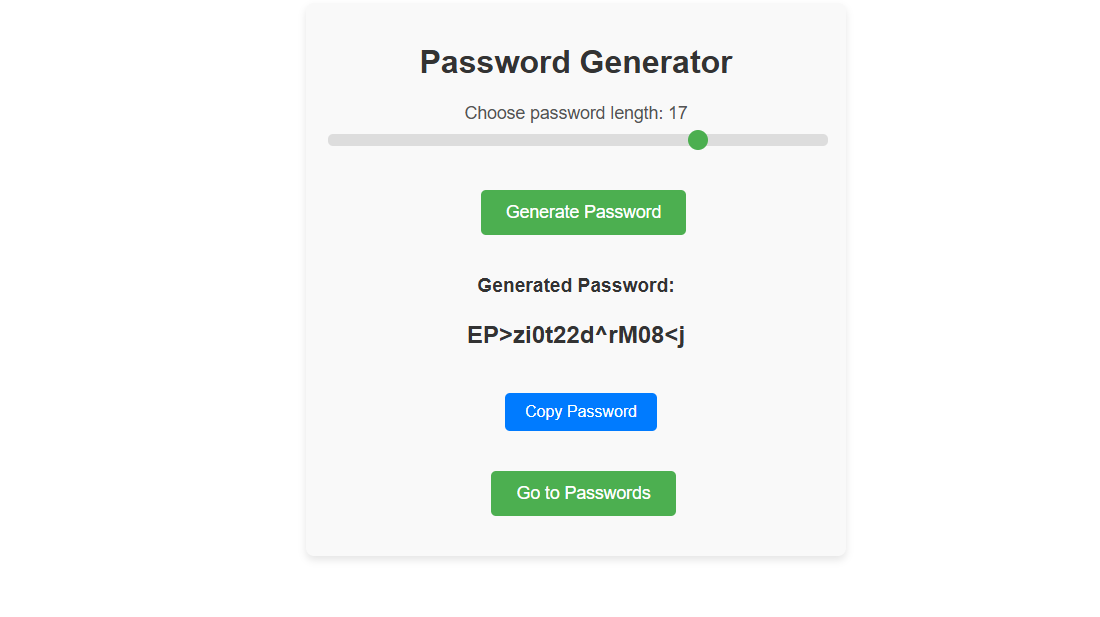 Password Generator
Choose password length: 17
Generate Password
Generated Password:
EP>zi0t22d^rM08<j
Copy Password
Go to Passwords